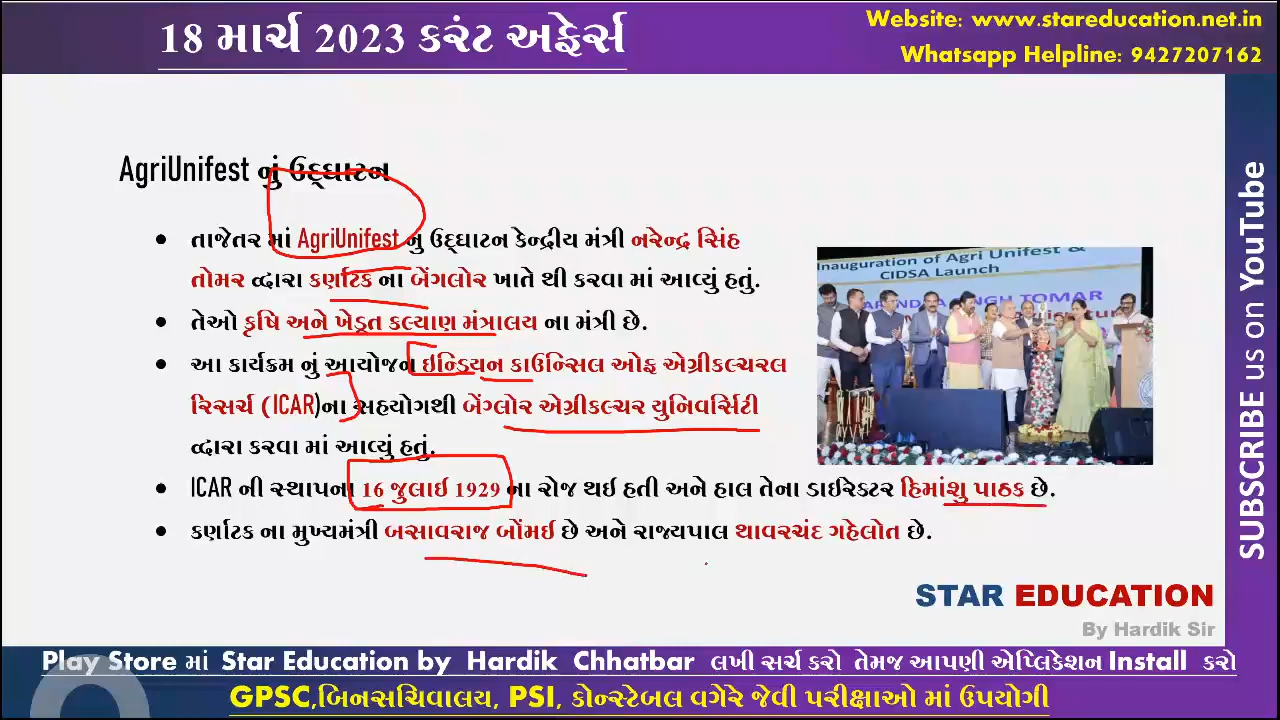 18 માર્ચ 2023 કરંટ અફેર્સ
Website: www.stareducation.net.in
Whatsapp Helpline: 9427207162
AgriUnifest નું ઉદ્ઘાટન
• તાજેતર માં AgriUnifest નું ઉદ્ઘાટન કેન્દ્રીય મંત્રી નરેન્દ્ર સિંહ
તોમર દ્વારા કર્ણાટક ના બેંગલોર ખાતે થી કરવા માં આવ્યું હતું.
• તેઓ કૃષિ અને ખેડૂત કલ્યાણ મંત્રાલય ના મંત્રી છે.
• આ કાર્યક્રમ નું આયોજન ઇન્ડિયન કાઉન્સિલ ઓફ એગ્રીકલ્ચરલ
રિસર્ચ (ICAR)ના સહયોગથી બેંગ્લોર એગ્રીકલ્ચર યુનિવર્સિટી
દ્વારા કરવા માં આવ્યું હતું.
• ICAR ની સ્થાપના 16 જુલાઈ 1929 ના રોજ થઇ હતી અને હાલ તેના ડાઈરેક્ટર હિમાંશુ પાઠક છે.
• કર્ણાટક ના મુખ્યમંત્રી બસાવરાજ બોંમઈ છે અને રાજ્યપાલ થાવરચંદ ગહેલોત છે.
Inauguration of Agri Unifest &
CIDSA Launch
TOMAR
STAR EDUCATION
By Hardik Sir
SUBSCRIBE us on YouTube
Play Store માં Star Education by Hardik Chhatbar લખી સર્ચ કરો તેમજ આપણી એપ્લિકેશન Install કરો
GPSC,બિનસચિવાલય, PSI, કોન્સ્ટેબલ વગેરે જેવી પરીક્ષાઓ માં ઉપયોગી